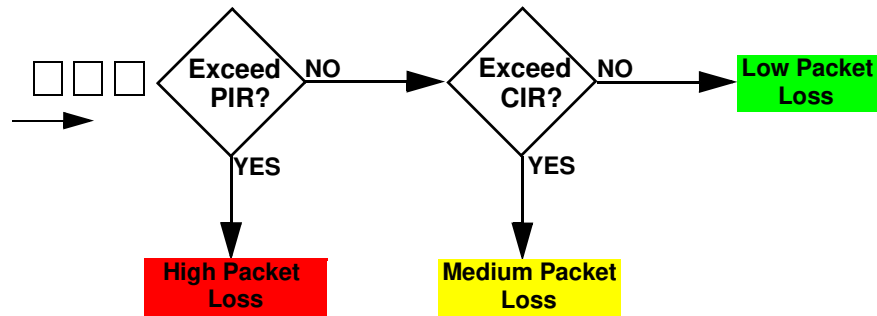 Exceed
PIR?
NO
Exceed
CIR?
NO
Low Packet
Loss
YES
YES
High Packet
Loss
Medium Packet
Loss